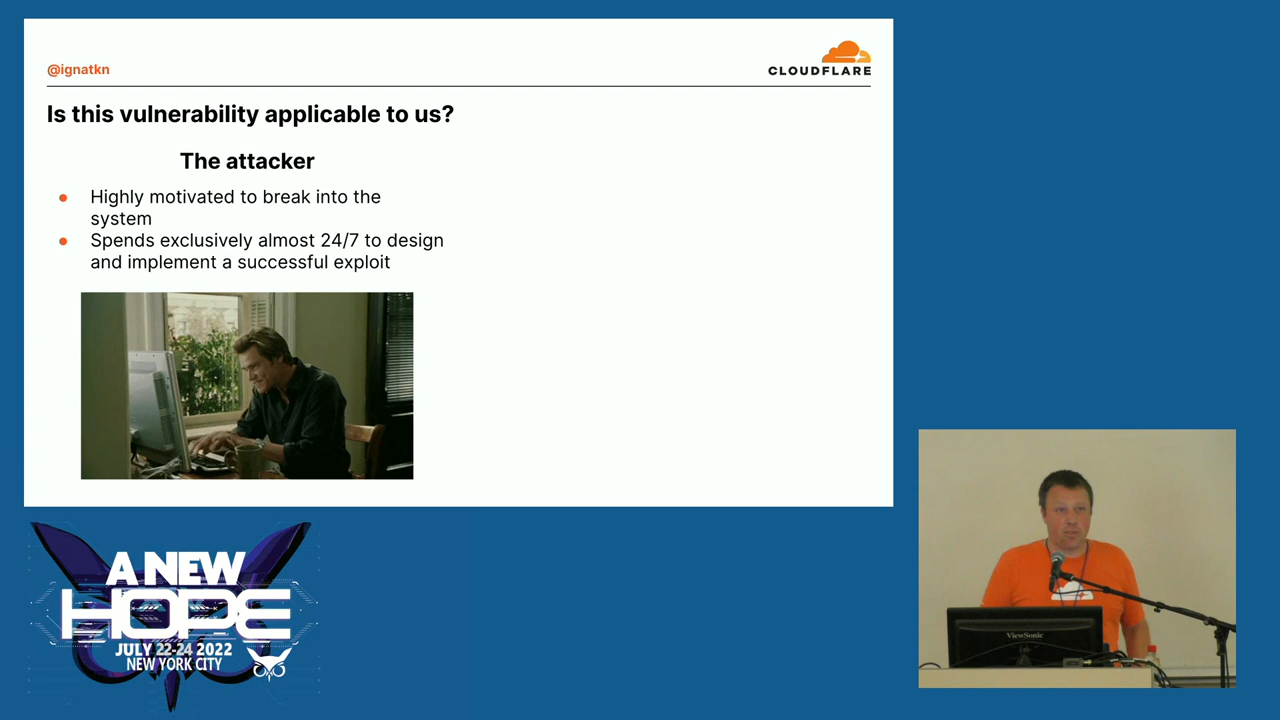 @ignatkn
CLOUDFLARE
Is this vulnerability applicable to us?
The attacker
● Highly motivated to break into the
system
● Spends exclusively almost 24/7 to design
and implement a successful exploit
A NEW
HOPE
JULY 22-24 2022
NEW YORK CITY
ViewSonic